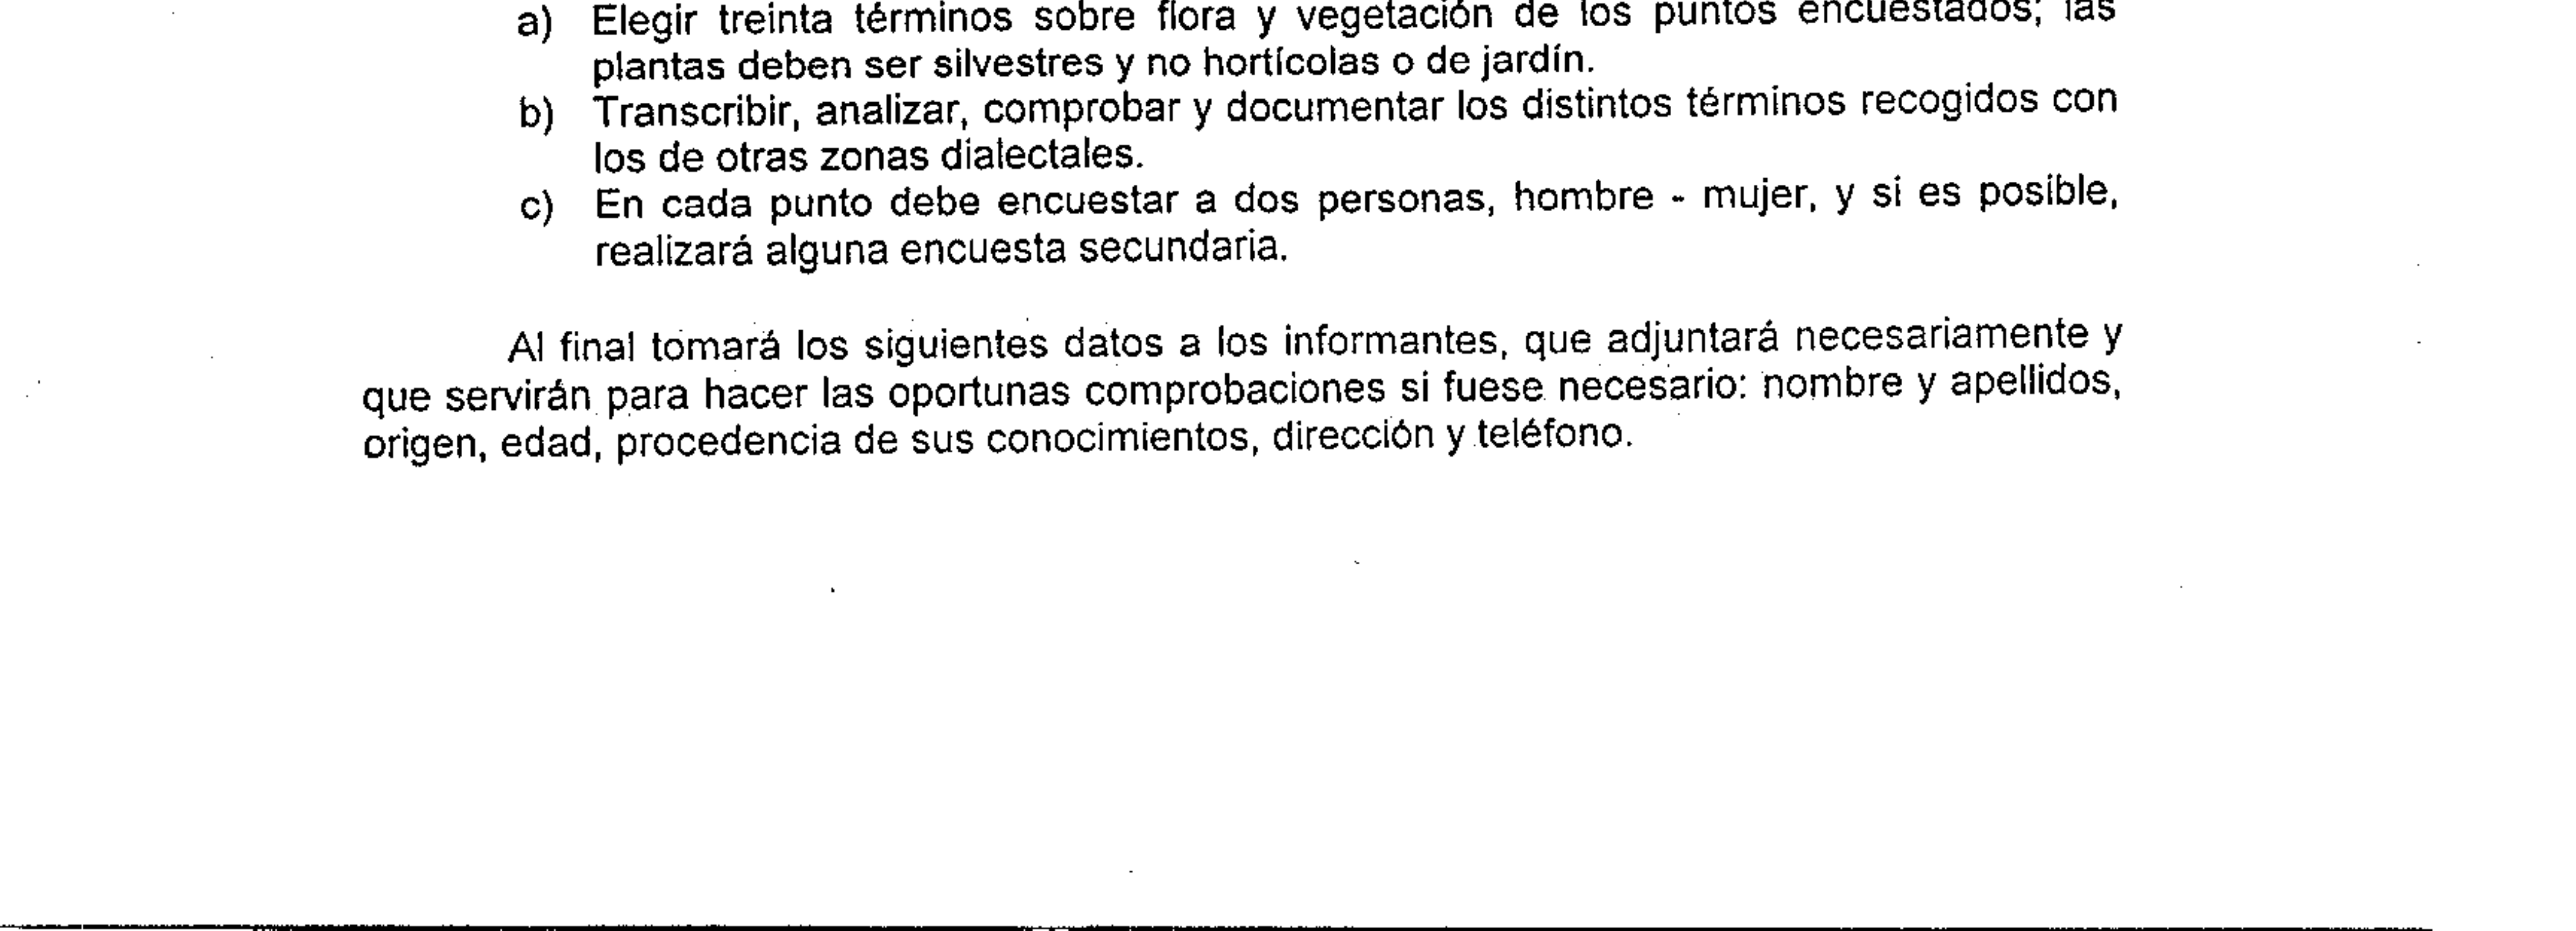 a) Elegir treinta términos sobre flora y vegetación de los puntos encuestados; las
plantas deben ser silvestres y no hortícolas o de jardín.
b) Transcribir, analizar, comprobar y documentar los distintos términos recogidos con
los de otras zonas dialectales.
c) En cada punto debe encuestar a dos personas, hombre - mujer, y si es posible,
realizará alguna encuesta secundaria.
Al final tomará los siguientes datos a los informantes, que adjuntará necesariamente y
que servirán para hacer las oportunas comprobaciones si fuese necesario: nombre y apellidos,
origen, edad, procedencia de sus conocimientos, dirección y teléfono.